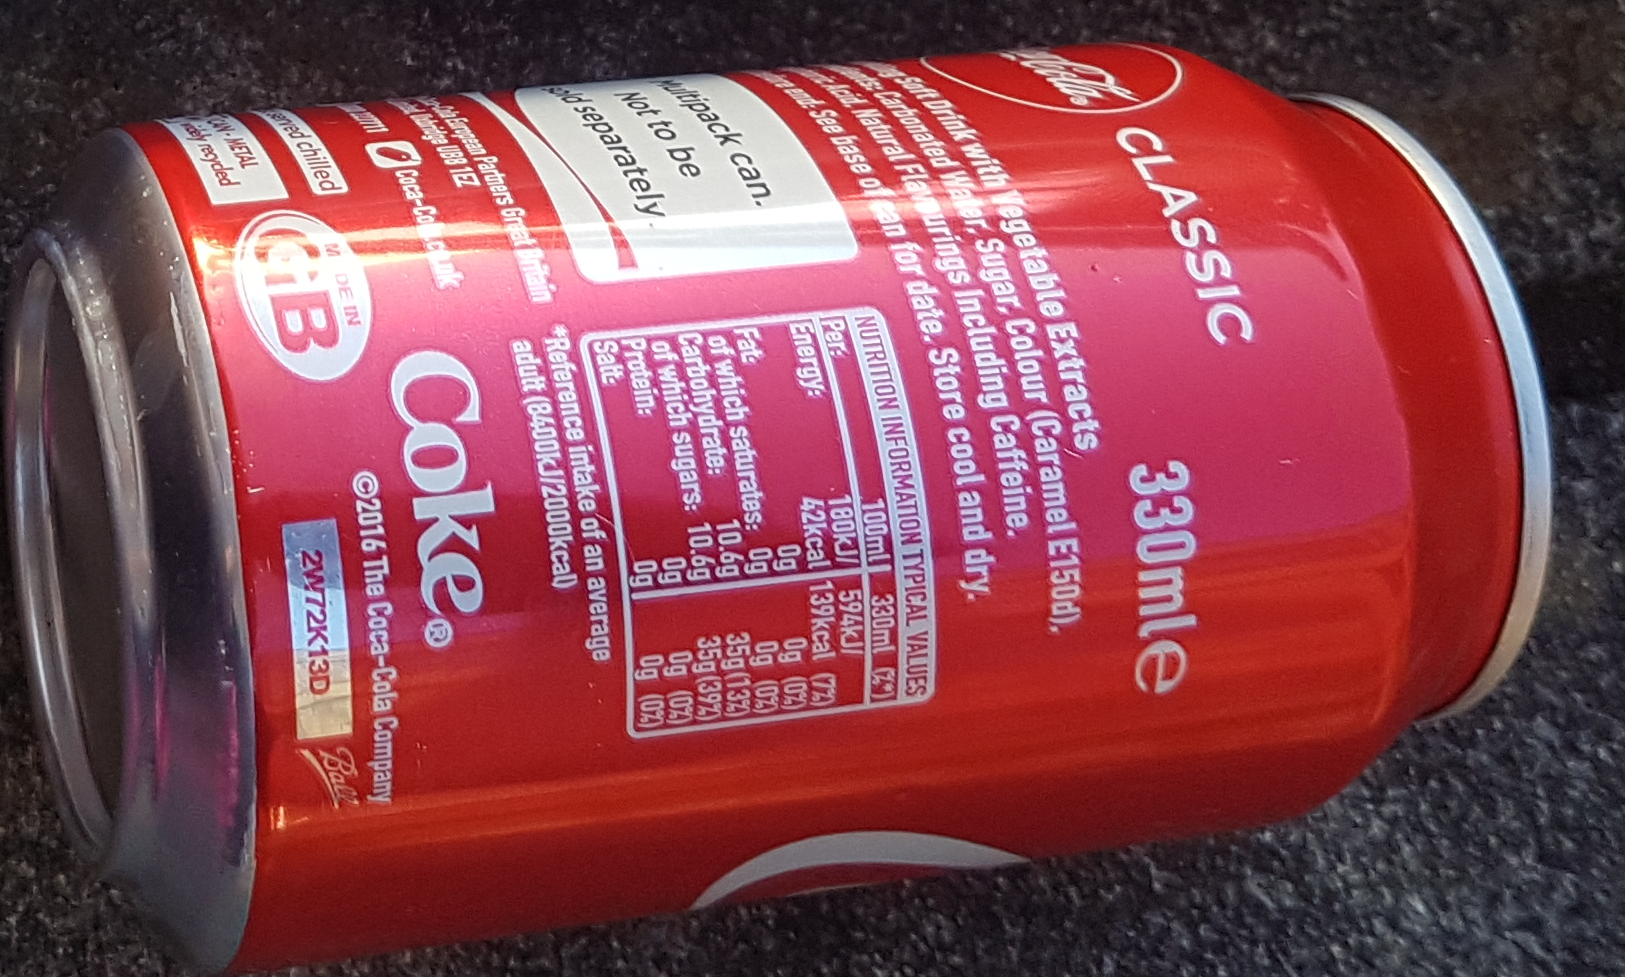 CLASSIC
330ml e
Soft Drink with Vegetable Extracts.
Carbonated Water, Sugar, Colour (Caramel E150d),
Acid, Natural Flavourings Including Caffeine.
See base of can for date. Store cool and dry.
Multipack can.
Not to be
sold separately.
NUTRITION INFORMATION TYPICAL VALUES
Per: 100ml 330ml (%*)
Energy: 180kJ/ 594kJ/
42kcal 139kcal (7%)
Fat: 0g 0g (0%)
of which saturates: 0g 0g (0%)
Carbohydrate: 10.6g 35g (13%)
of which sugars: 10.6g 35g (39%)
Protein: 0g 0g (0%)
Salt: 0g 0g (0%)
*Reference intake of an average
adult (8400kJ/2000kcal)
European Partners Great Britain
Uxbridge UB8 1EZ
Coca-Cola.co.uk
served chilled
CAN - METAL
widely recycled
MADE IN
GB
Coke®
©2016 The Coca-Cola Company
2W72K13D
Ball